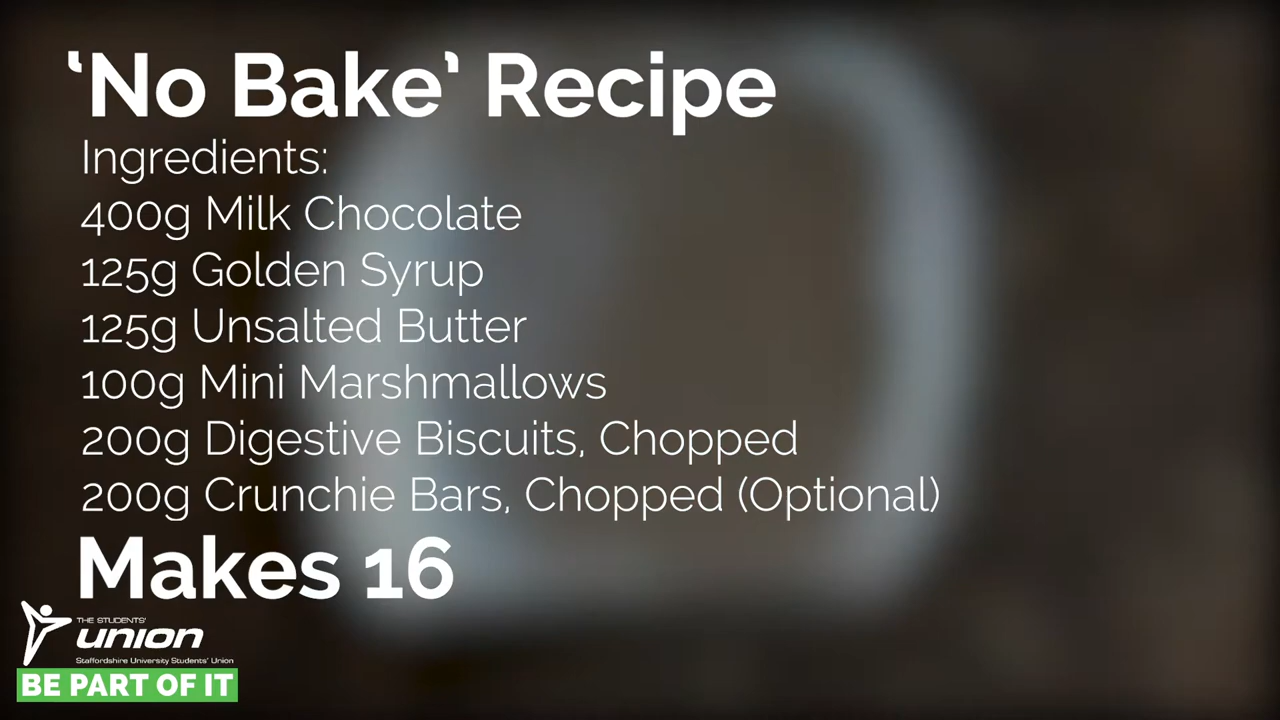 ‘No Bake’ Recipe
Ingredients:
400g Milk Chocolate
125g Golden Syrup
125g Unsalted Butter
100g Mini Marshmallows
200g Digestive Biscuits, Chopped
200g Crunchie Bars, Chopped (Optional)
Makes 16
THE STUDENTS'
union
Staffordshire University Students' Union
BE PART OF IT